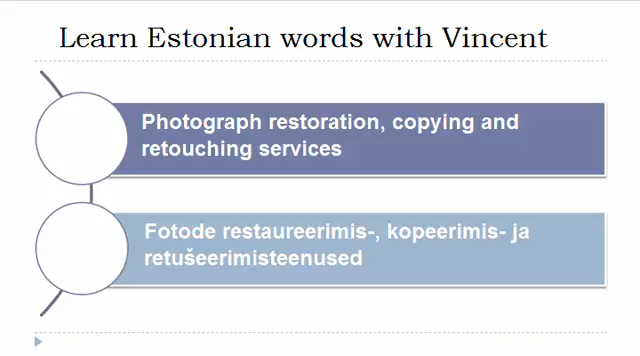 Learn Estonian words with Vincent
Photograph restoration, copying and
retouching services
Fotode restaureerimis-, kopeerimis- ja
retušeerimisteenused